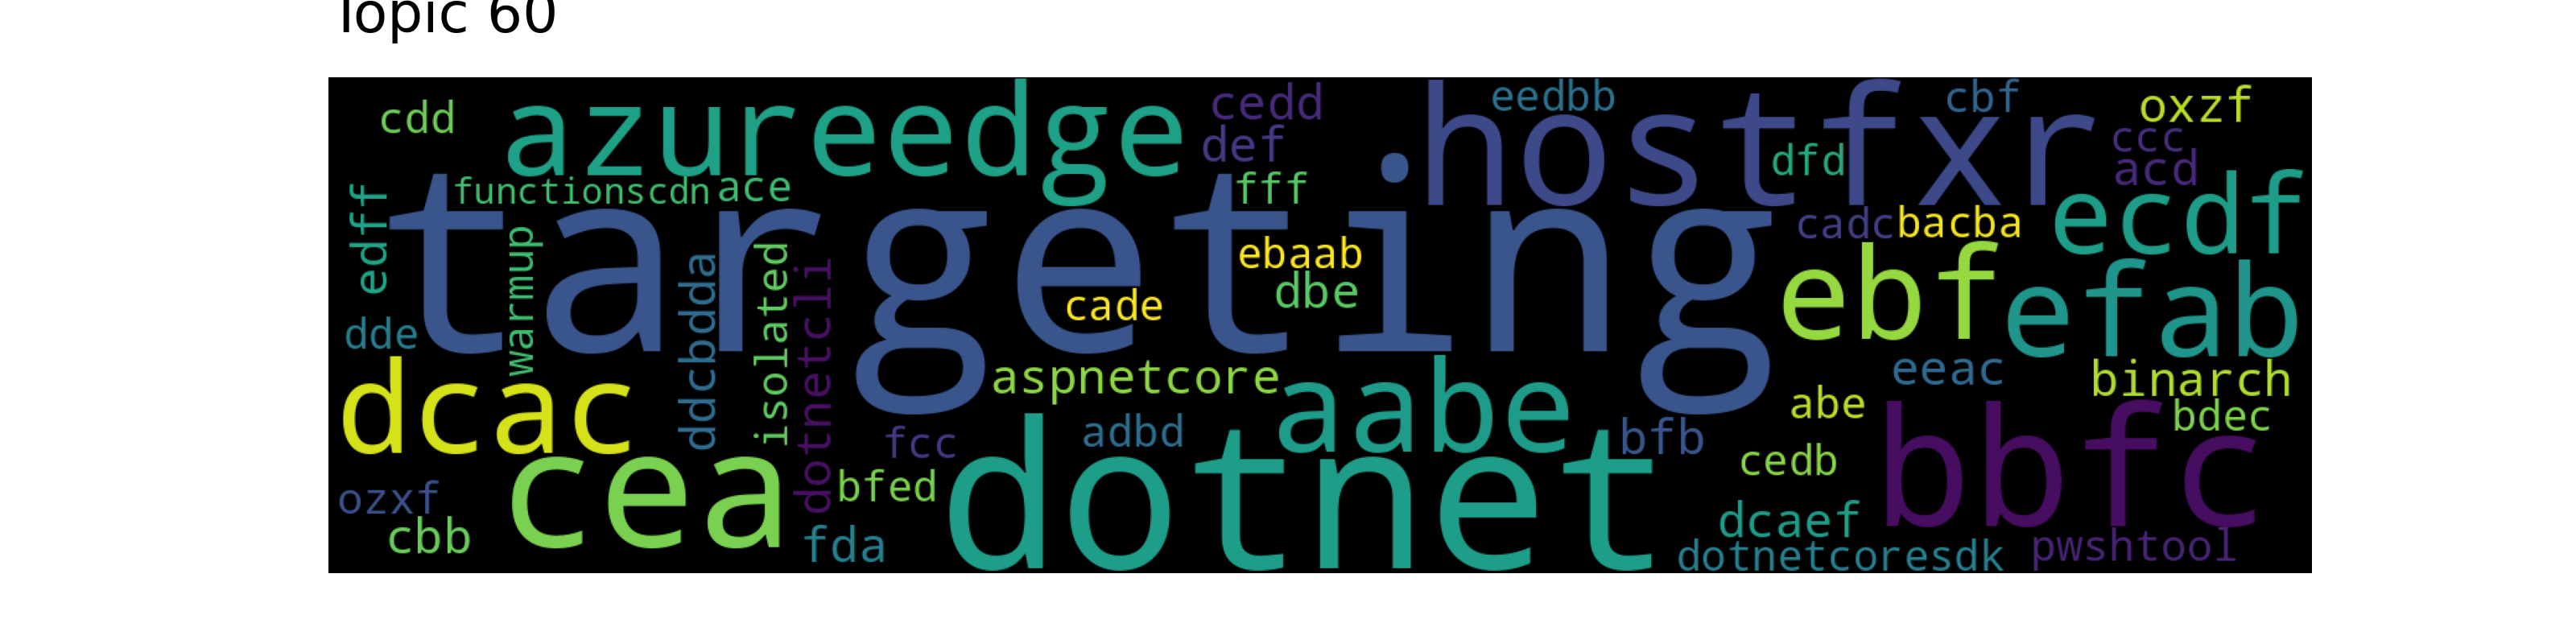 Topic 60
cdd azureedge cedd eedbb hostfxr cbf oxzf
def dfd ccc
acd
edff functionscdn ace fff ecdf
targeting
cadc bacba
warmup ddcbdda isolated dotnetcli ebaab
cade dbe ebf efab
dde
dcac aspnetcore aabe eeac binarch
abe bdec
fcc adbd bfb bbfc
cea bfed dotnet cedb
ozxf
cbb fda dcaef
dotnetcoresdk pwshtool